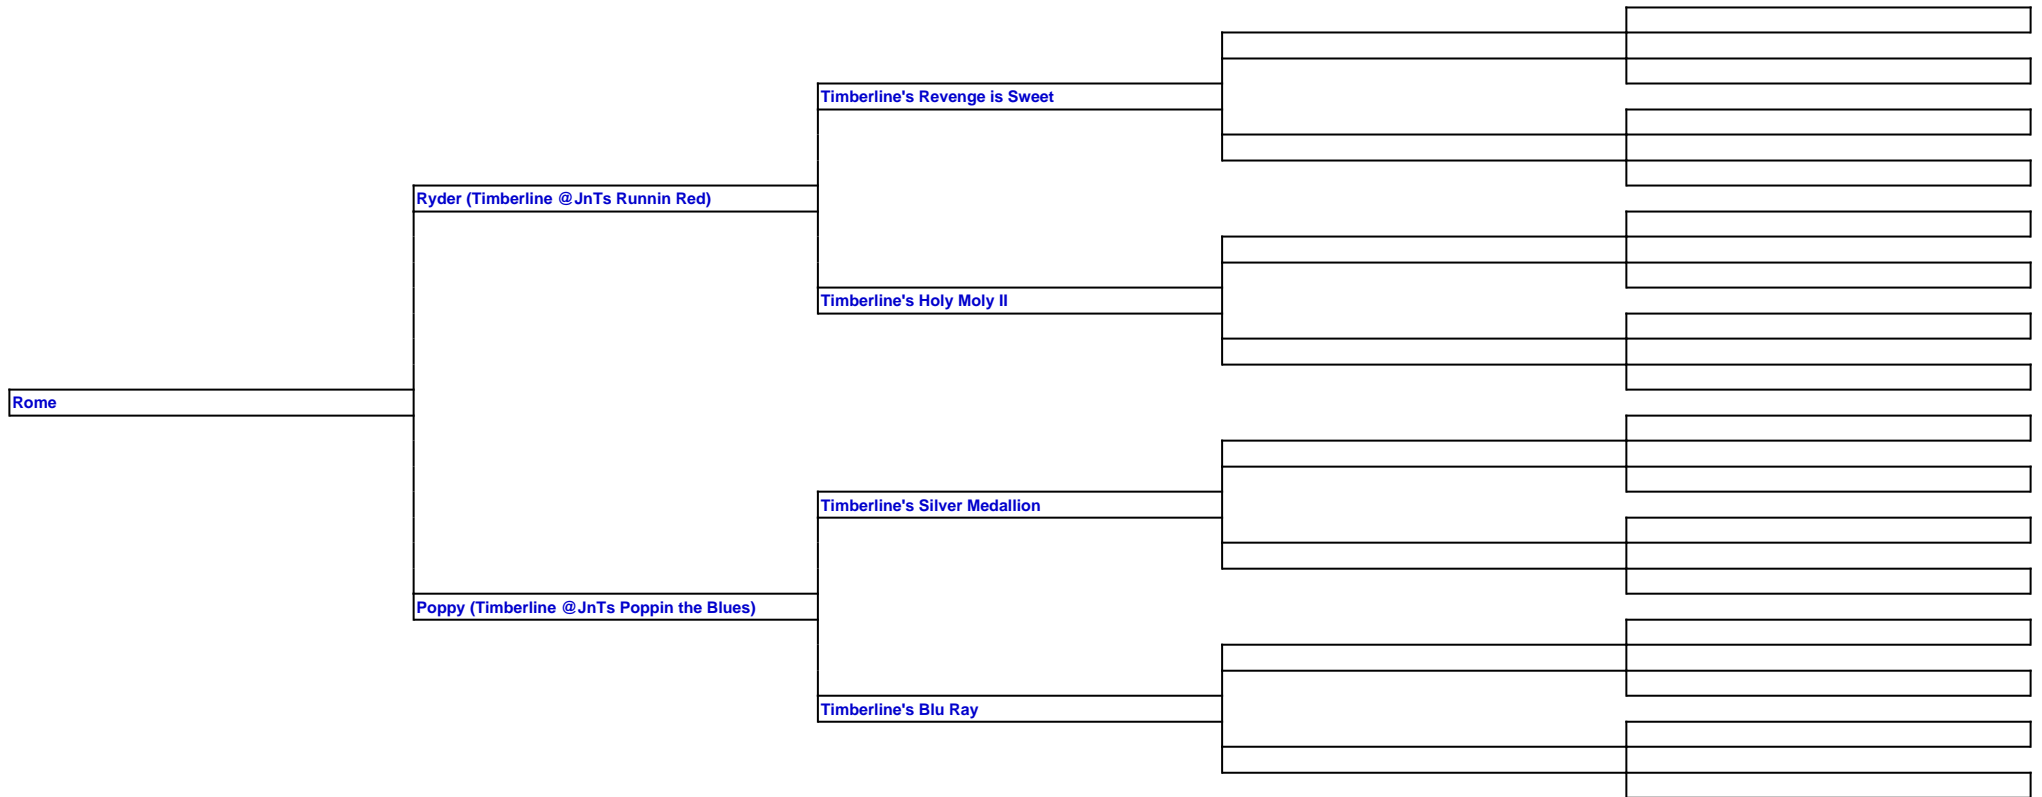 Timberline's Revenge is Sweet
Ryder (Timberline @JnTs Runnin Red)
Timberline's Holy Moly II
Rome
Timberline's Silver Medallion
Poppy (Timberline @JnTs Poppin the Blues)
Timberline's Blu Ray